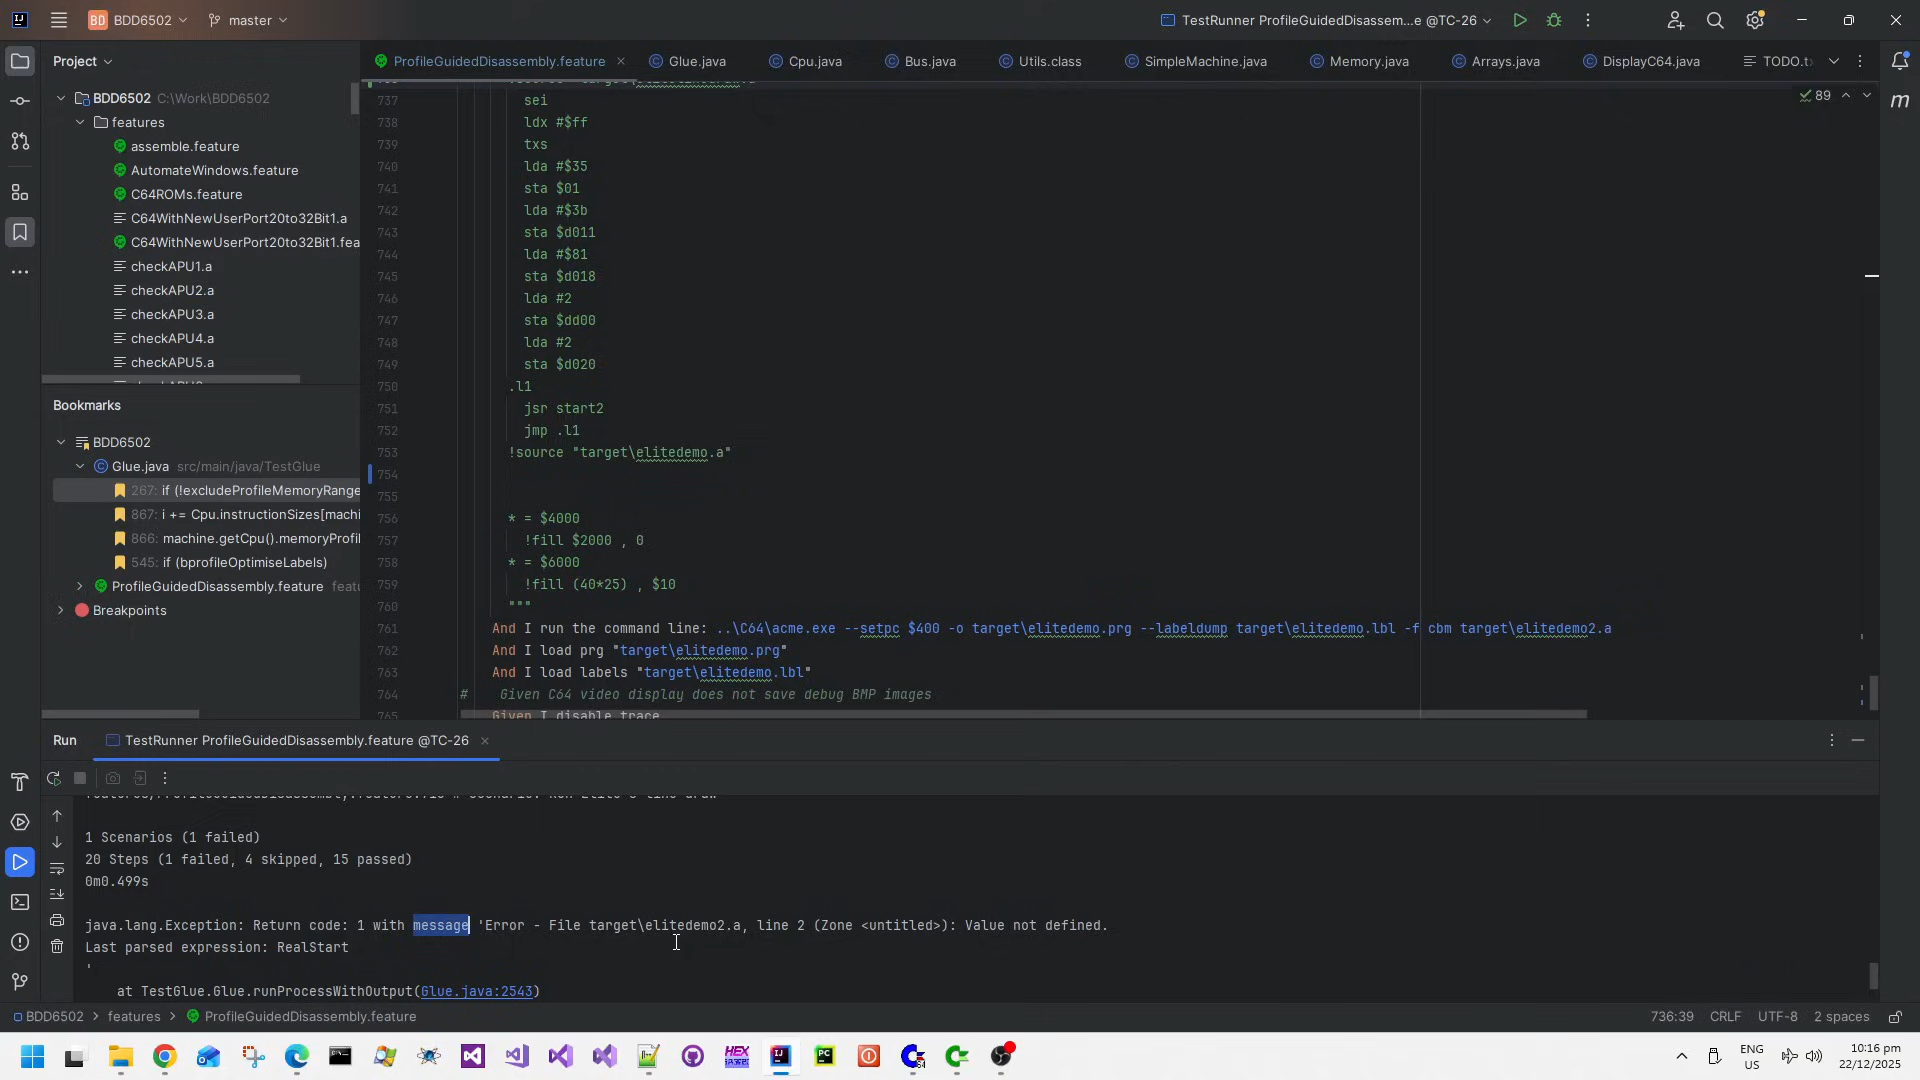 BD BDD6502
master
TestRunner ProfileGuidedDisassem...e @TC-26
Project
ProfileGuidedDisassembly.feature
Glue.java
Cpu.java
Bus.java
Utils.class
SimpleMachine.java
Memory.java
Arrays.java
DisplayC64.java
TODO.t
BDD6502 C:\Work\BDD6502
features
assemble.feature
AutomateWindows.feature
C64ROMs.feature
C64WithNewUserPort20to32Bit1.a
C64WithNewUserPort20to32Bit1.fea
checkAPU1.a
checkAPU2.a
checkAPU3.a
checkAPU4.a
checkAPU5.a
Bookmarks
BDD6502
Glue.java src/main/java/TestGlue
267: if (!excludeProfileMemoryRange
867: i += Cpu.instructionSizes[machi
866: machine.getCpu().memoryProfil
545: if (bprofileOptimiseLabels)
ProfileGuidedDisassembly.feature featu
Breakpoints
89
737 sei
738 ldx #$ff
739 txs
740 lda #$35
741 sta $01
742 lda #$3b
743 sta $d011
744 lda #$81
745 sta $d018
746 lda #2
747 sta $dd00
748 lda #2
749 sta $d020
750 .l1
751 jsr start2
752 jmp .l1
753 !source "target\elitedemo.a"
754
755
756 * = $4000
757 !fill $2000 , 0
758 * = $6000
759 !fill (40*25) , $10
760 """
761 And I run the command line: ..\C64\acme.exe --setpc $400 -o target\elitedemo.prg --labeldump target\elitedemo.lbl -f cbm target\elitedemo2.a
762 And I load prg "target\elitedemo.prg"
763 And I load labels "target\elitedemo.lbl"
764 # Given C64 video display does not save debug BMP images
765 Given I disable trace
Run
TestRunner ProfileGuidedDisassembly.feature @TC-26
1 Scenarios (1 failed)
20 Steps (1 failed, 4 skipped, 15 passed)
0m0.499s
java.lang.Exception: Return code: 1 with message 'Error - File target\elitedemo2.a, line 2 (Zone <untitled>): Value not defined.
Last parsed expression: RealStart
'
at TestGlue.Glue.runProcessWithOutput(Glue.java:2543)
BDD6502 > features > ProfileGuidedDisassembly.feature
736:39 CRLF UTF-8 2 spaces
ENG
US
10:16 pm
22/12/2025